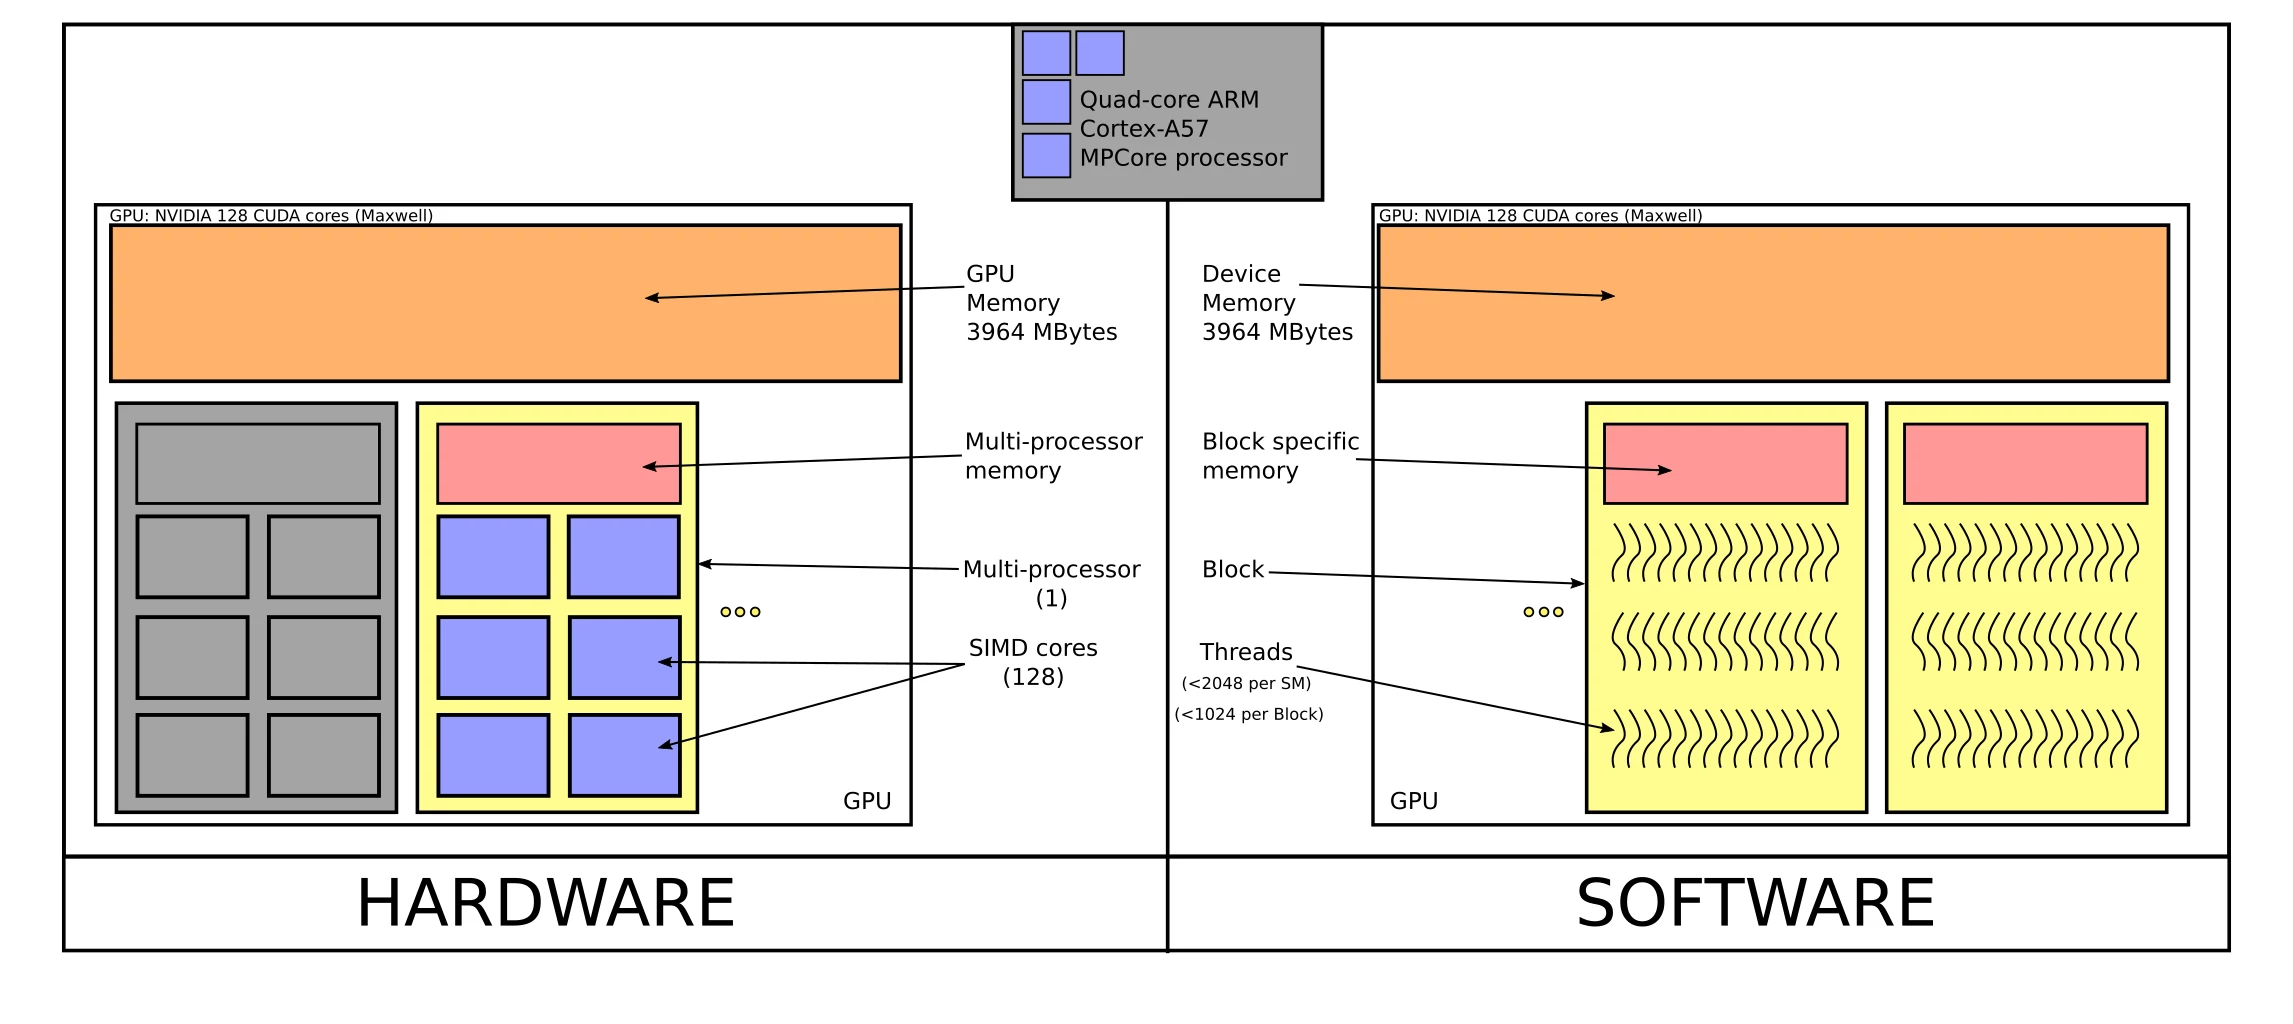 Quad-core ARM
Cortex-A57
MPCore processor
GPU: NVIDIA 128 CUDA cores (Maxwell)
GPU
Memory
3964 MBytes
Multi-processor
memory
Multi-processor
(1)
SIMD cores
(128)
GPU
HARDWARE
GPU: NVIDIA 128 CUDA cores (Maxwell)
Device
Memory
3964 MBytes
Block specific
memory
Block
Threads
(<2048 per SM)
(<1024 per Block)
GPU
SOFTWARE